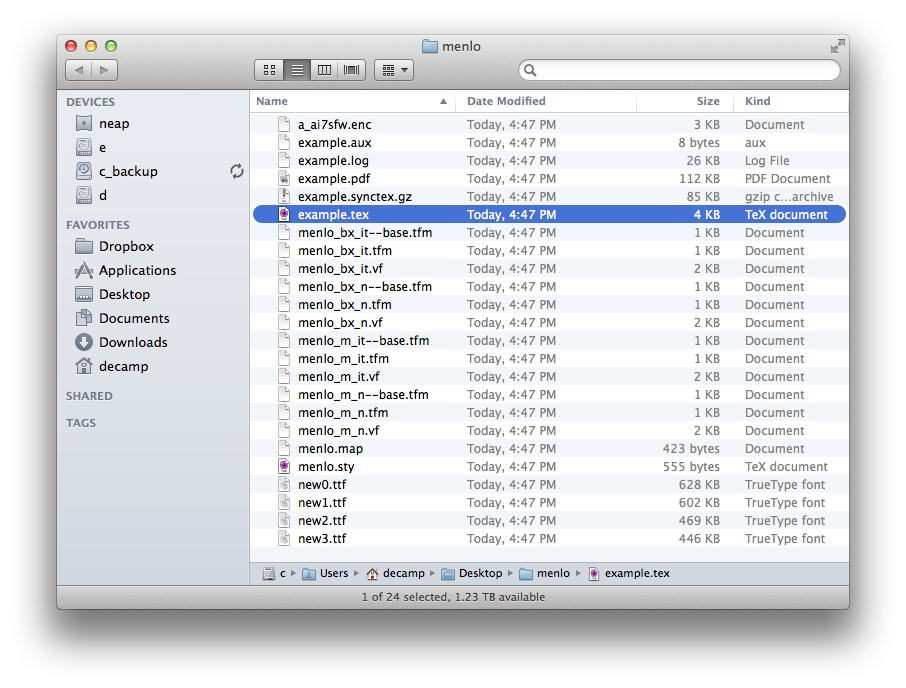 menlo
DEVICES
neap
e
c_backup
d
FAVORITES
Dropbox
Applications
Desktop
Documents
Downloads
decamp
SHARED
TAGS
Name Date Modified Size Kind
a_ai7sfw.enc Today, 4:47 PM 3 KB Document
example.aux Today, 4:47 PM 8 bytes aux
example.log Today, 4:47 PM 26 KB Log File
example.pdf Today, 4:47 PM 112 KB PDF Document
example.synctex.gz Today, 4:47 PM 85 KB gzip c...archive
example.tex Today, 4:47 PM 4 KB TeX document
menlo_bx_it--base.tfm Today, 4:47 PM 1 KB Document
menlo_bx_it.tfm Today, 4:47 PM 1 KB Document
menlo_bx_it.vf Today, 4:47 PM 2 KB Document
menlo_bx_n--base.tfm Today, 4:47 PM 1 KB Document
menlo_bx_n.tfm Today, 4:47 PM 1 KB Document
menlo_bx_n.vf Today, 4:47 PM 2 KB Document
menlo_m_it--base.tfm Today, 4:47 PM 1 KB Document
menlo_m_it.tfm Today, 4:47 PM 1 KB Document
menlo_m_it.vf Today, 4:47 PM 2 KB Document
menlo_m_n--base.tfm Today, 4:47 PM 1 KB Document
menlo_m_n.tfm Today, 4:47 PM 1 KB Document
menlo_m_n.vf Today, 4:47 PM 2 KB Document
menlo.map Today, 4:47 PM 423 bytes Document
menlo.sty Today, 4:47 PM 555 bytes TeX document
new0.ttf Today, 4:47 PM 628 KB TrueType font
new1.ttf Today, 4:47 PM 602 KB TrueType font
new2.ttf Today, 4:47 PM 469 KB TrueType font
new3.ttf Today, 4:47 PM 446 KB TrueType font
c ▸ Users ▸ decamp ▸ Desktop ▸ menlo ▸ example.tex
1 of 24 selected, 1.23 TB available